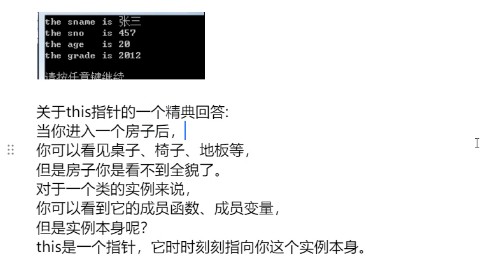 the sname is 张三
the sno is 457
the age is 20
the grade is 2012
请按任意键继续
关于this指针的一个精典回答:
当你进入一个房子后，
你可以看见桌子、椅子、地板等，
但是房子你是看不到全貌了。
对于一个类的实例来说，
你可以看到它的成员函数、成员变量，
但是实例本身呢？
this是一个指针，它时时刻刻指向你这个实例本身。